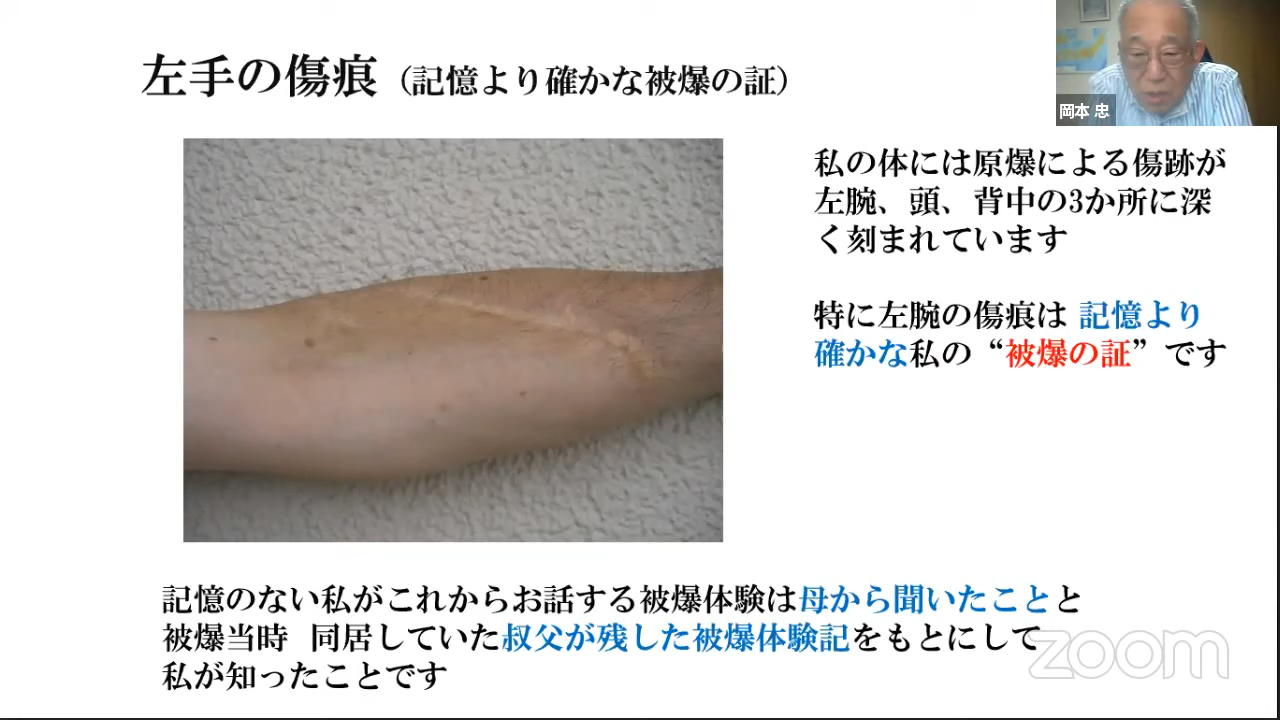 左手の傷痕（記憶より確かな被爆の証）
岡本 忠
私の体には原爆による傷跡が
左腕、頭、背中の3か所に深
く刻まれています
特に左腕の傷痕は 記憶より
確かな私の“被爆の証”です
記憶のない私がこれからお話する被爆体験は母から聞いたことと
被爆当時 同居していた叔父が残した被爆体験記をもとにして
私が知ったことです
zoom